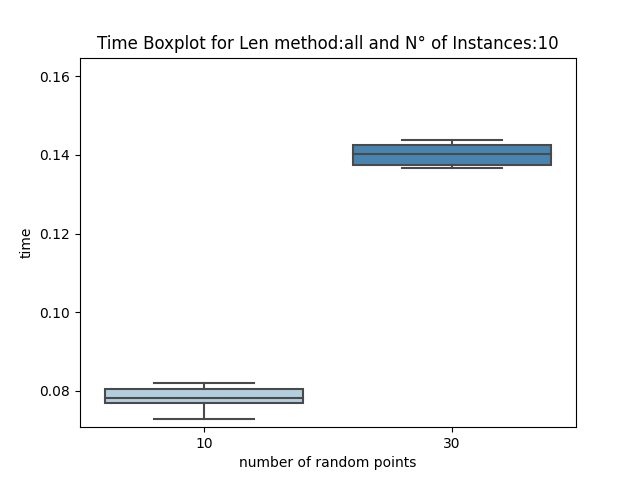 Time Boxplot for Len method:all and N° of Instances:10
0.16
0.14
0.12
0.10
0.08
time
10 30
number of random points